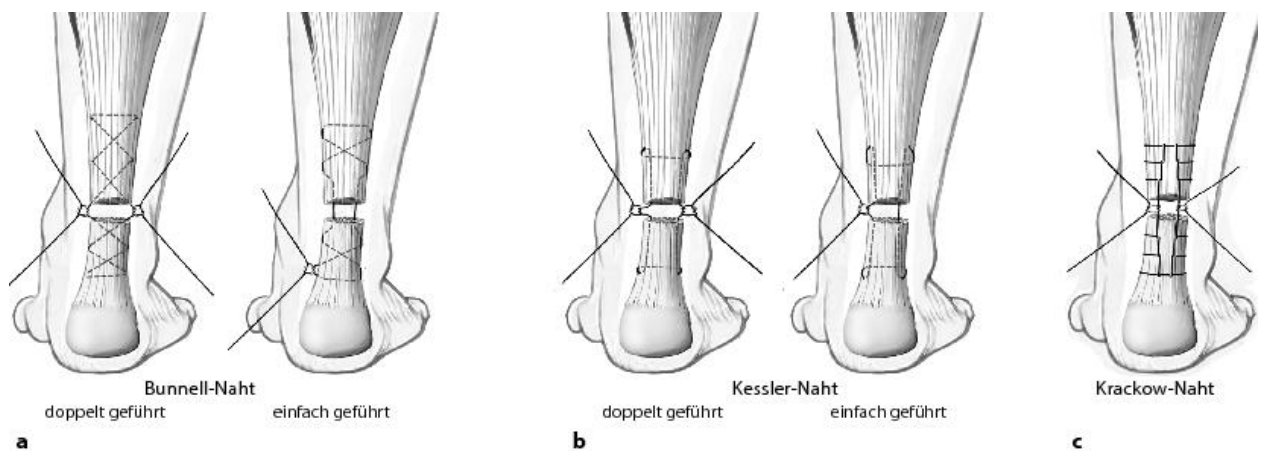 Bunnell-Naht
doppelt geführt einfach geführt
a
Kessler-Naht
doppelt geführt einfach geführt
b
Krackow-Naht
c